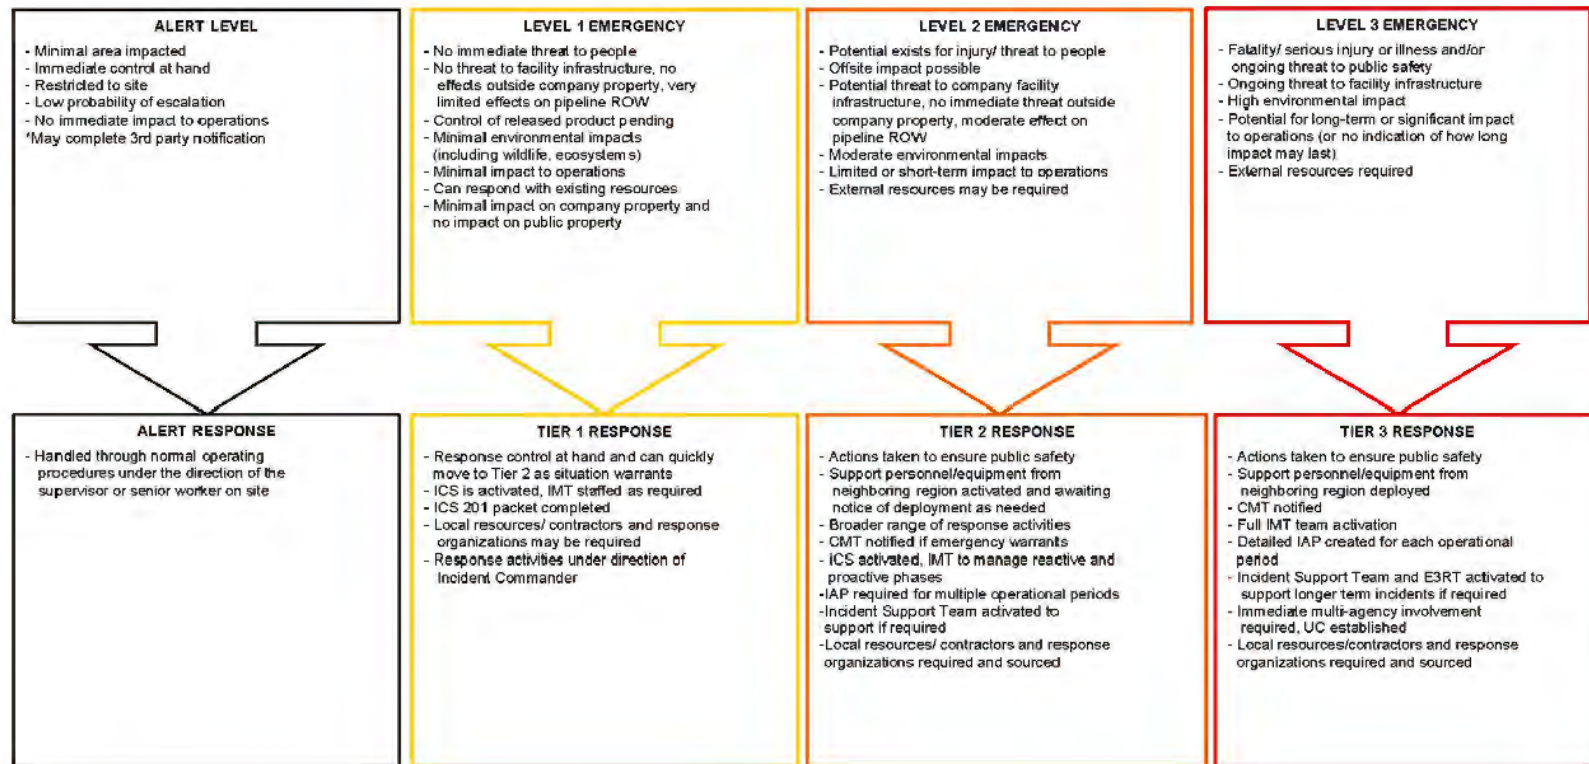 ALERT LEVEL
- Minimal area impacted
- Immediate control at hand
- Restricted to site
- Low probability of escalation
- No immediate impact to operations
*May complete 3rd party notification
LEVEL 1 EMERGENCY
- No immediate threat to people
- No threat to facility infrastructure, no
effects outside company property, very
limited effects on pipeline ROW
- Control of released product pending
- Minimal environmental impacts
(including wildlife, ecosystems)
- Minimal impact to operations
- Can respond with existing resources
- Minimal impact on company property and
no impact on public property
LEVEL 2 EMERGENCY
- Potential exists for injury/ threat to people
- Offsite impact possible
- Potential threat to company facility
infrastructure, no immediate threat outside
company property, moderate effect on
pipeline ROW
- Moderate environmental impacts
- Limited or short-term impact to operations
- External resources may be required
LEVEL 3 EMERGENCY
- Fatality/ serious injury or illness and/or
ongoing threat to public safety
- Ongoing threat to facility infrastructure
- High environmental impact
- Potential for long-term or significant impact
to operations (or no indication of how long
impact may last)
- External resources required
ALERT RESPONSE
- Handled through normal operating
procedures under the direction of the
supervisor or senior worker on site
TIER 1 RESPONSE
- Response control at hand and can quickly
move to Tier 2 as situation warrants
- ICS is activated, IMT staffed as required
- ICS 201 packet completed
- Local resources/ contractors and response
organizations may be required
- Response activities under direction of
Incident Commander
TIER 2 RESPONSE
- Actions taken to ensure public safety
- Support personnel/equipment from
neighboring region activated and awaiting
notice of deployment as needed
- Broader range of response activities
- CMT notified if emergency warrants
- ICS activated, IMT to manage reactive and
proactive phases
-IAP required for multiple operational periods
-Incident Support Team activated to
support if required
-Local resources/ contractors and response
organizations required and sourced
TIER 3 RESPONSE
- Actions taken to ensure public safety
- Support personnel/equipment from
neighboring region deployed
- CMT notified
- Full IMT team activation
- Detailed IAP created for each operational
period
- Incident Support Team and E3RT activated to
support longer term incidents if required
- Immediate multi-agency involvement
required, UC established
- Local resources/contractors and response
organizations required and sourced